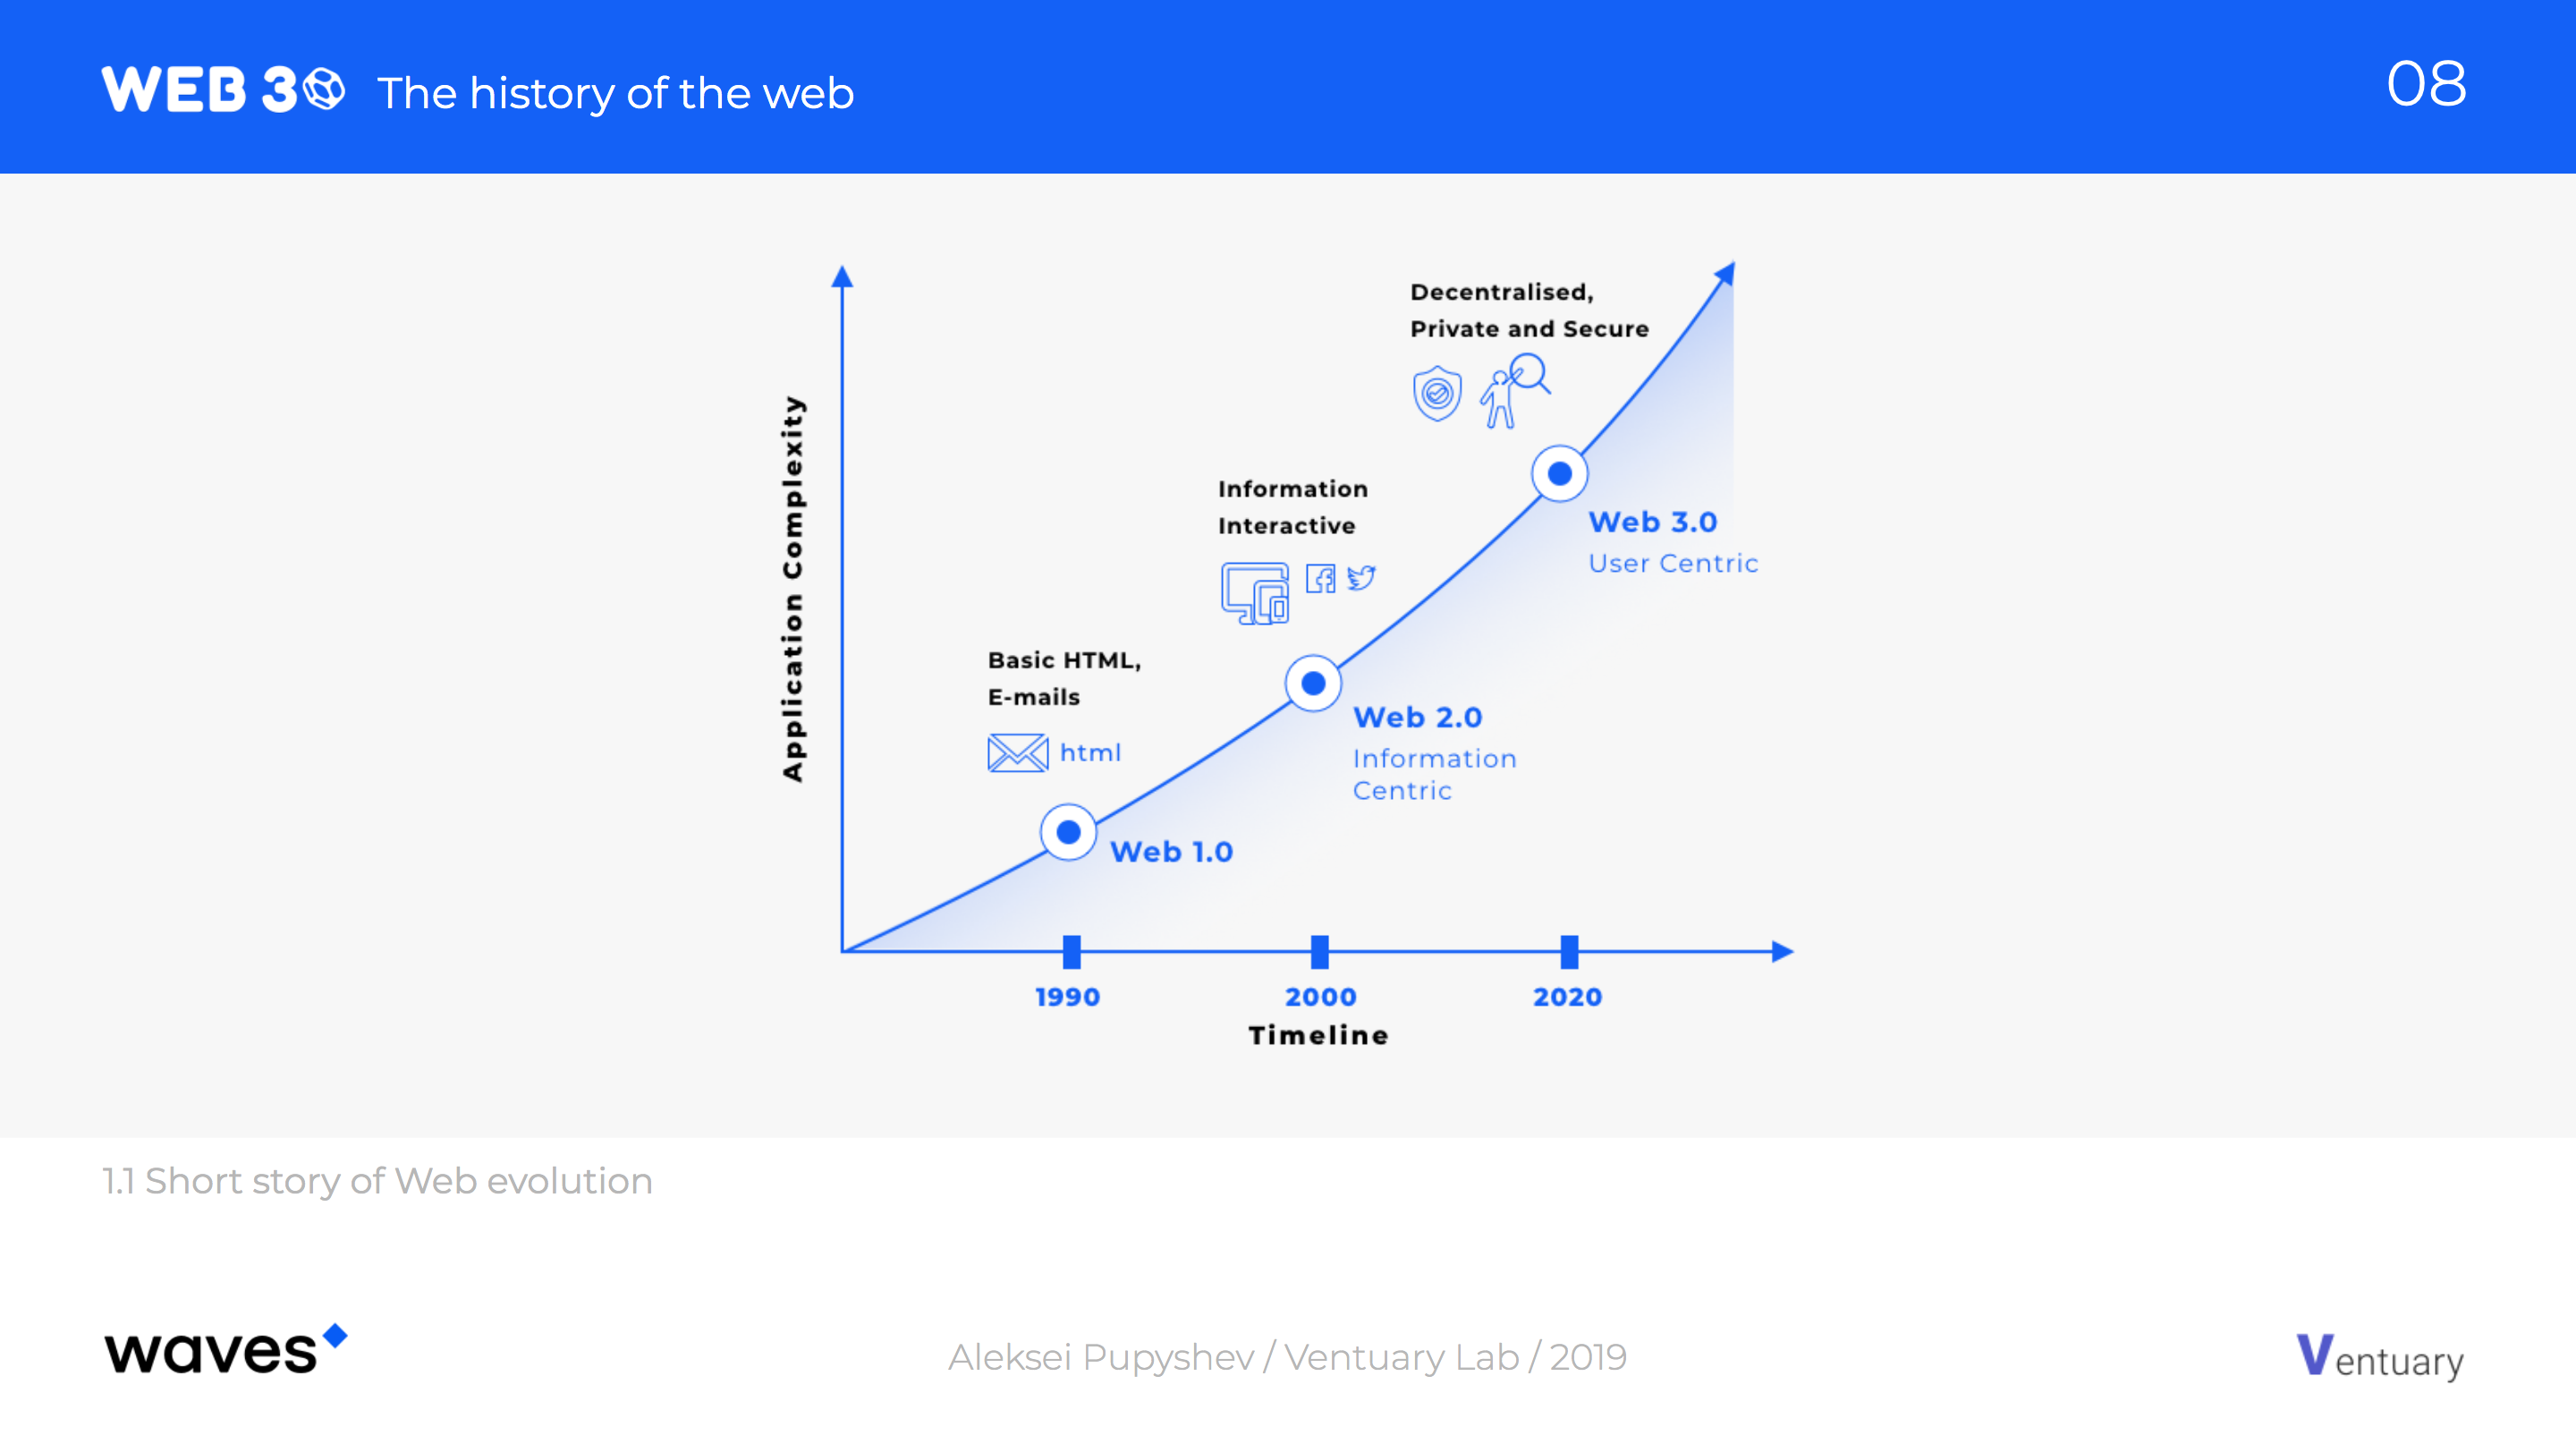 WEB 30 The history of the web
08
Decentralised,
Private and Secure
Information
Interactive
Web 3.0
User Centric
Basic HTML,
E-mails
html
Web 2.0
Information
Centric
Web 1.0
Application Complexity
1990
2000
2020
Timeline
1.1 Short story of Web evolution
waves
Aleksei Pupyshev / Ventuary Lab / 2019
Ventuary